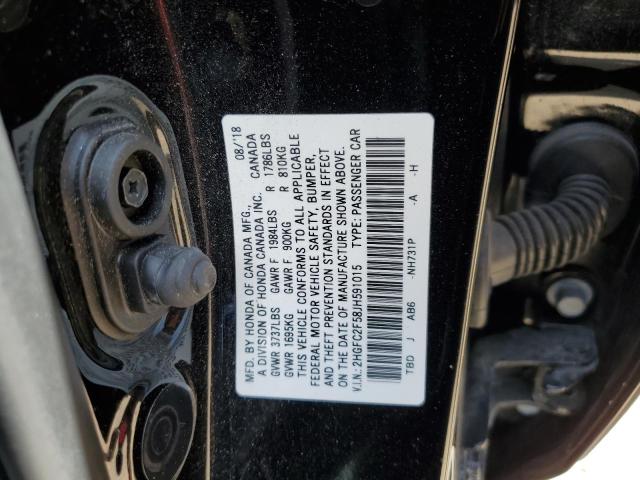 MFD. BY HONDA OF CANADA MFG., 08/'18
A DIVISION OF HONDA CANADA INC. CANADA
GVWR 3737LBS GAWR F 1984LBS R 1786LBS
GVWR 1695KG GAWR F 900KG R 810KG
THIS VEHICLE CONFORMS TO ALL APPLICABLE
FEDERAL MOTOR VEHICLE SAFETY, BUMPER,
AND THEFT PREVENTION STANDARDS IN EFFECT
ON THE DATE OF MANUFACTURE SHOWN ABOVE.
V.I.N.: 2HGFC2F58JH591015 TYPE: PASSENGER CAR
TBD J AB6 -NH731P -A -H